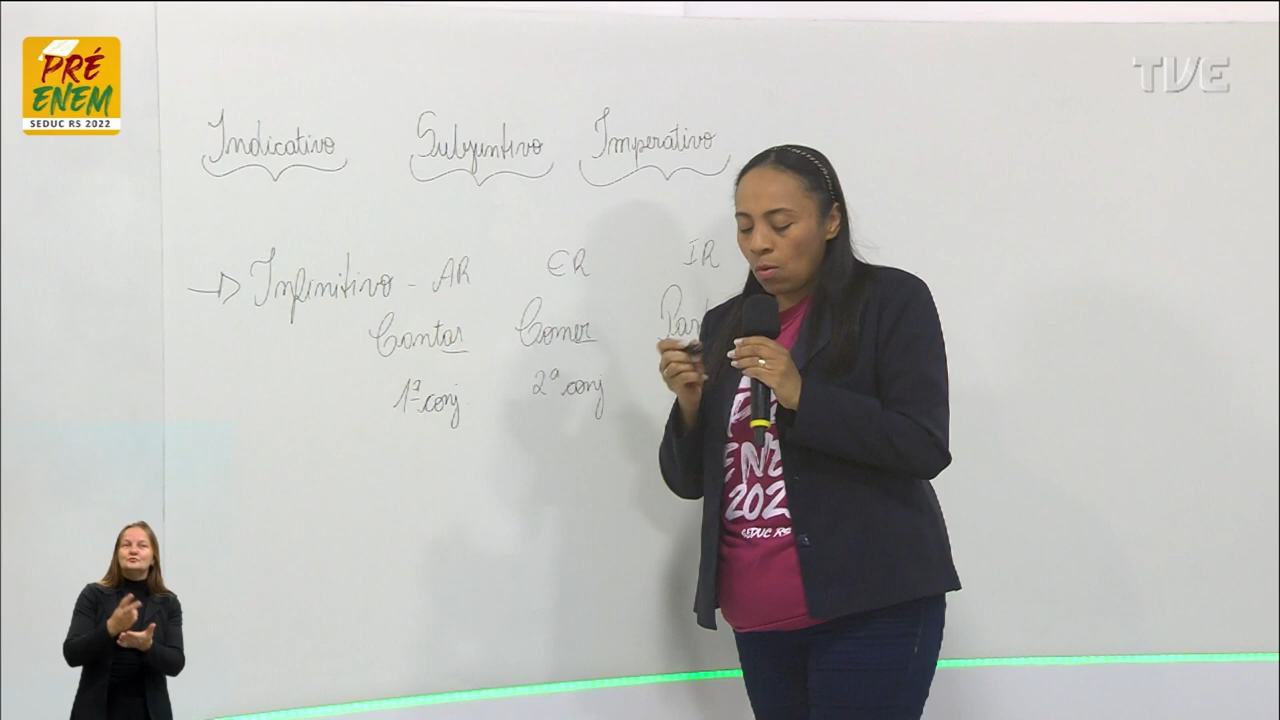 PRÉ
ENEM
SEDUC RS 2022
TVE
Indicativo Subjuntivo Imperativo
→ Infinitivo - AR ER IR
Cantar Comer Par
1ª conj. 2ª conj
2022
SEDUC RS